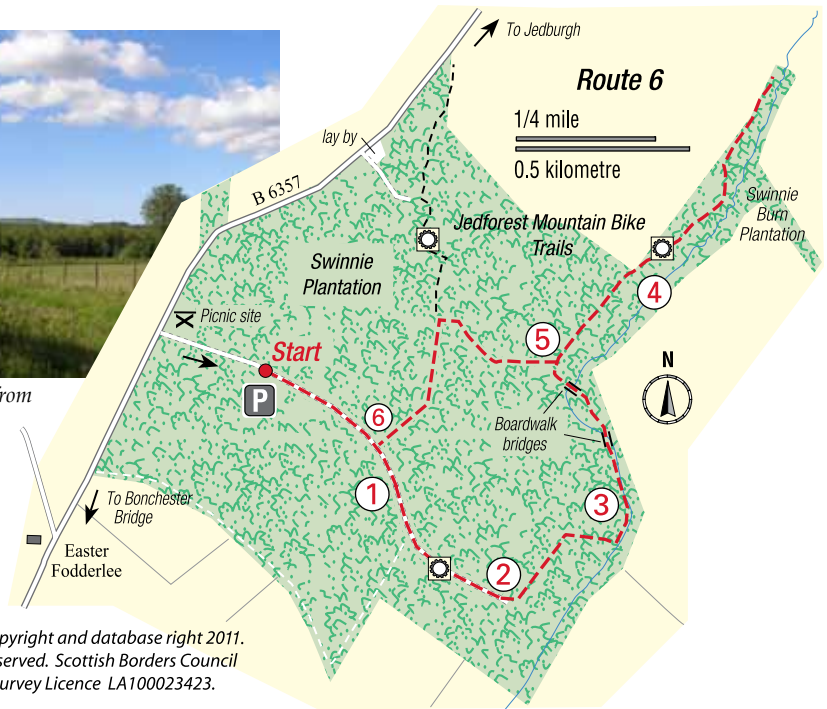 To Jedburgh
Route 6
1/4 mile
0.5 kilometre
lay by
B 6357
Jedforest Mountain Bike
Trails
Swinnie
Burn
Plantation
Swinnie
Plantation
4
Picnic site
Start
5
P
N
from
6
Boardwalk
bridges
1
3
To Bonchester
Bridge
Easter
Fodderlee
2
pyright and database right 2011.
served. Scottish Borders Council
urvey Licence LA100023423.